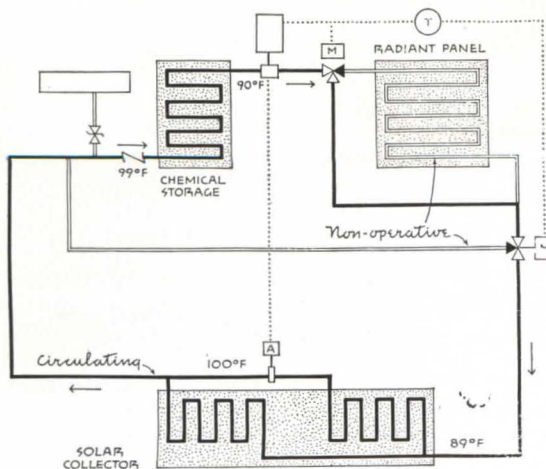 T
M
RADIANT PANEL
90°F
99°F
CHEMICAL
STORAGE
Non-operative
Circulating
100°F
A
89°F
SOLAR
COLLECTOR